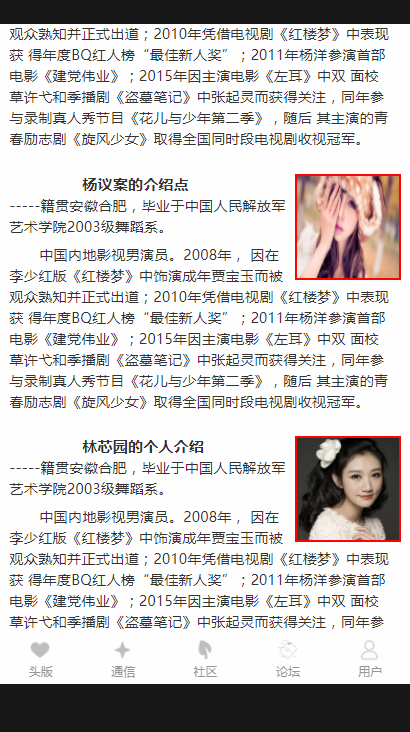 观众熟知并正式出道；2010年凭借电视剧《红楼梦》中表现
获 得年度BQ红人榜“最佳新人奖”；2011年杨洋参演首部
电影《建党伟业》；2015年因主演电影《左耳》中双 面校
草许弋和季播剧《盗墓笔记》中张起灵而获得关注，同年参
与录制真人秀节目《花儿与少年第二季》，随后 其主演的青
春励志剧《旋风少女》取得全国同时段电视剧收视冠军。
杨议案的介绍点
-----籍贯安徽合肥，毕业于中国人民解放军
艺术学院2003级舞蹈系。
中国内地影视男演员。2008年， 因在
李少红版《红楼梦》中饰演成年贾宝玉而被
观众熟知并正式出道；2010年凭借电视剧《红楼梦》中表现
获 得年度BQ红人榜“最佳新人奖”；2011年杨洋参演首部
电影《建党伟业》；2015年因主演电影《左耳》中双 面校
草许弋和季播剧《盗墓笔记》中张起灵而获得关注，同年参
与录制真人秀节目《花儿与少年第二季》，随后 其主演的青
春励志剧《旋风少女》取得全国同时段电视剧收视冠军。
林芯园的个人介绍
-----籍贯安徽合肥，毕业于中国人民解放军
艺术学院2003级舞蹈系。
中国内地影视男演员。2008年， 因在
李少红版《红楼梦》中饰演成年贾宝玉而被
观众熟知并正式出道；2010年凭借电视剧《红楼梦》中表现
获 得年度BQ红人榜“最佳新人奖”；2011年杨洋参演首部
电影《建党伟业》；2015年因主演电影《左耳》中双 面校
草许弋和季播剧《盗墓笔记》中张起灵而获得关注，同年参
头版
通信
社区
论坛
用户